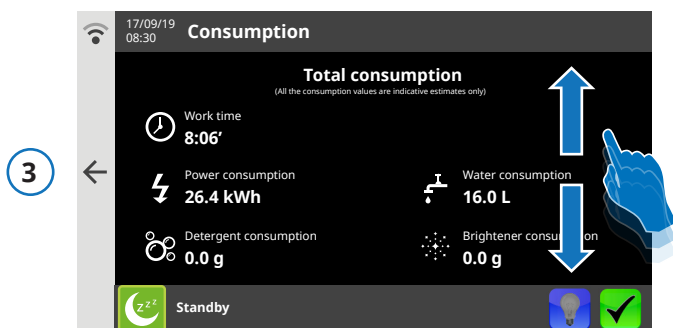 17/09/19
08:30
Consumption
Total consumption
(All the consumption values are indicative estimates only)
Work time
8:06’
3
Power consumption
26.4 kWh
Water consumption
16.0 L
Detergent consumption
0.0 g
Brightener
0.0 g
zzz
Standby